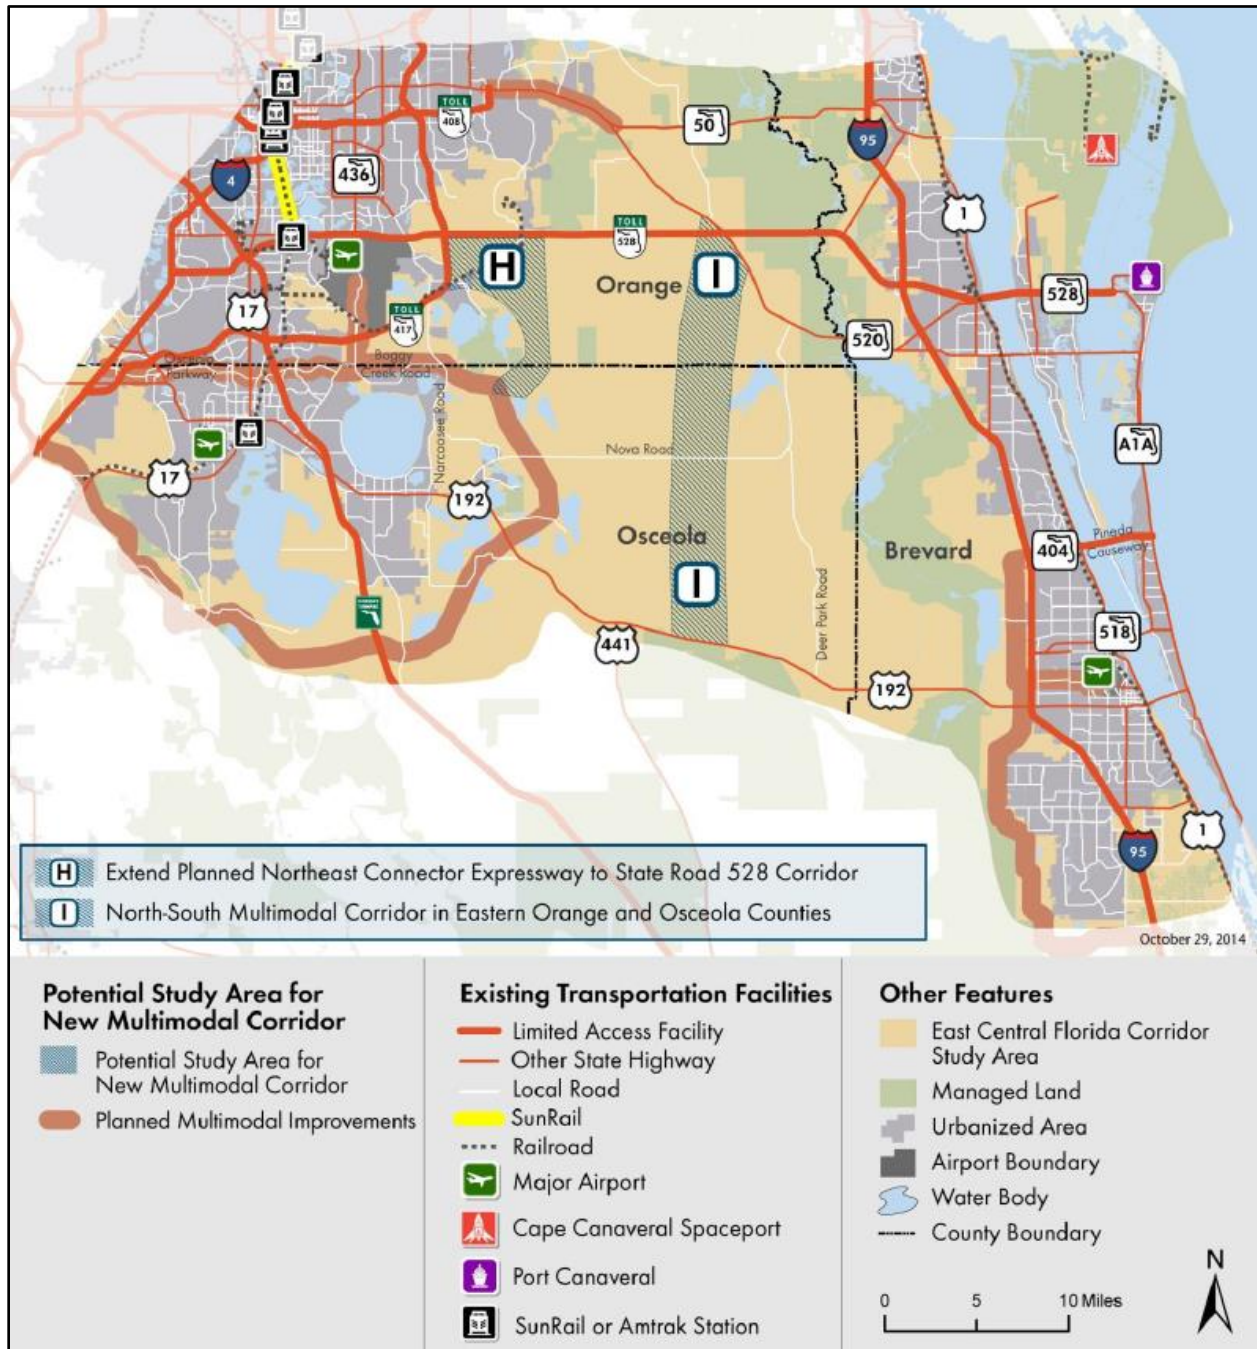 TOLL
408
50
95
4
436
1
TOLL
528
H
Orange
I
528
17
TOLL
417
520
Osceola
Parkway
Boggy
Creek Road
Narcoossee Road
A1A
Nova Road
17
192
Osceola
Brevard
404
Pineda
Causeway
I
Deer Park Road
518
441
192
1
95
H Extend Planned Northeast Connector Expressway to State Road 528 Corridor
I North-South Multimodal Corridor in Eastern Orange and Osceola Counties
October 29, 2014
Potential Study Area for
New Multimodal Corridor
Potential Study Area for
New Multimodal Corridor
Planned Multimodal Improvements
Existing Transportation Facilities
Limited Access Facility
Other State Highway
Local Road
SunRail
Railroad
Major Airport
Cape Canaveral Spaceport
Port Canaveral
SunRail or Amtrak Station
Other Features
East Central Florida Corridor
Study Area
Managed Land
Urbanized Area
Airport Boundary
Water Body
County Boundary
N
0 5 10 Miles